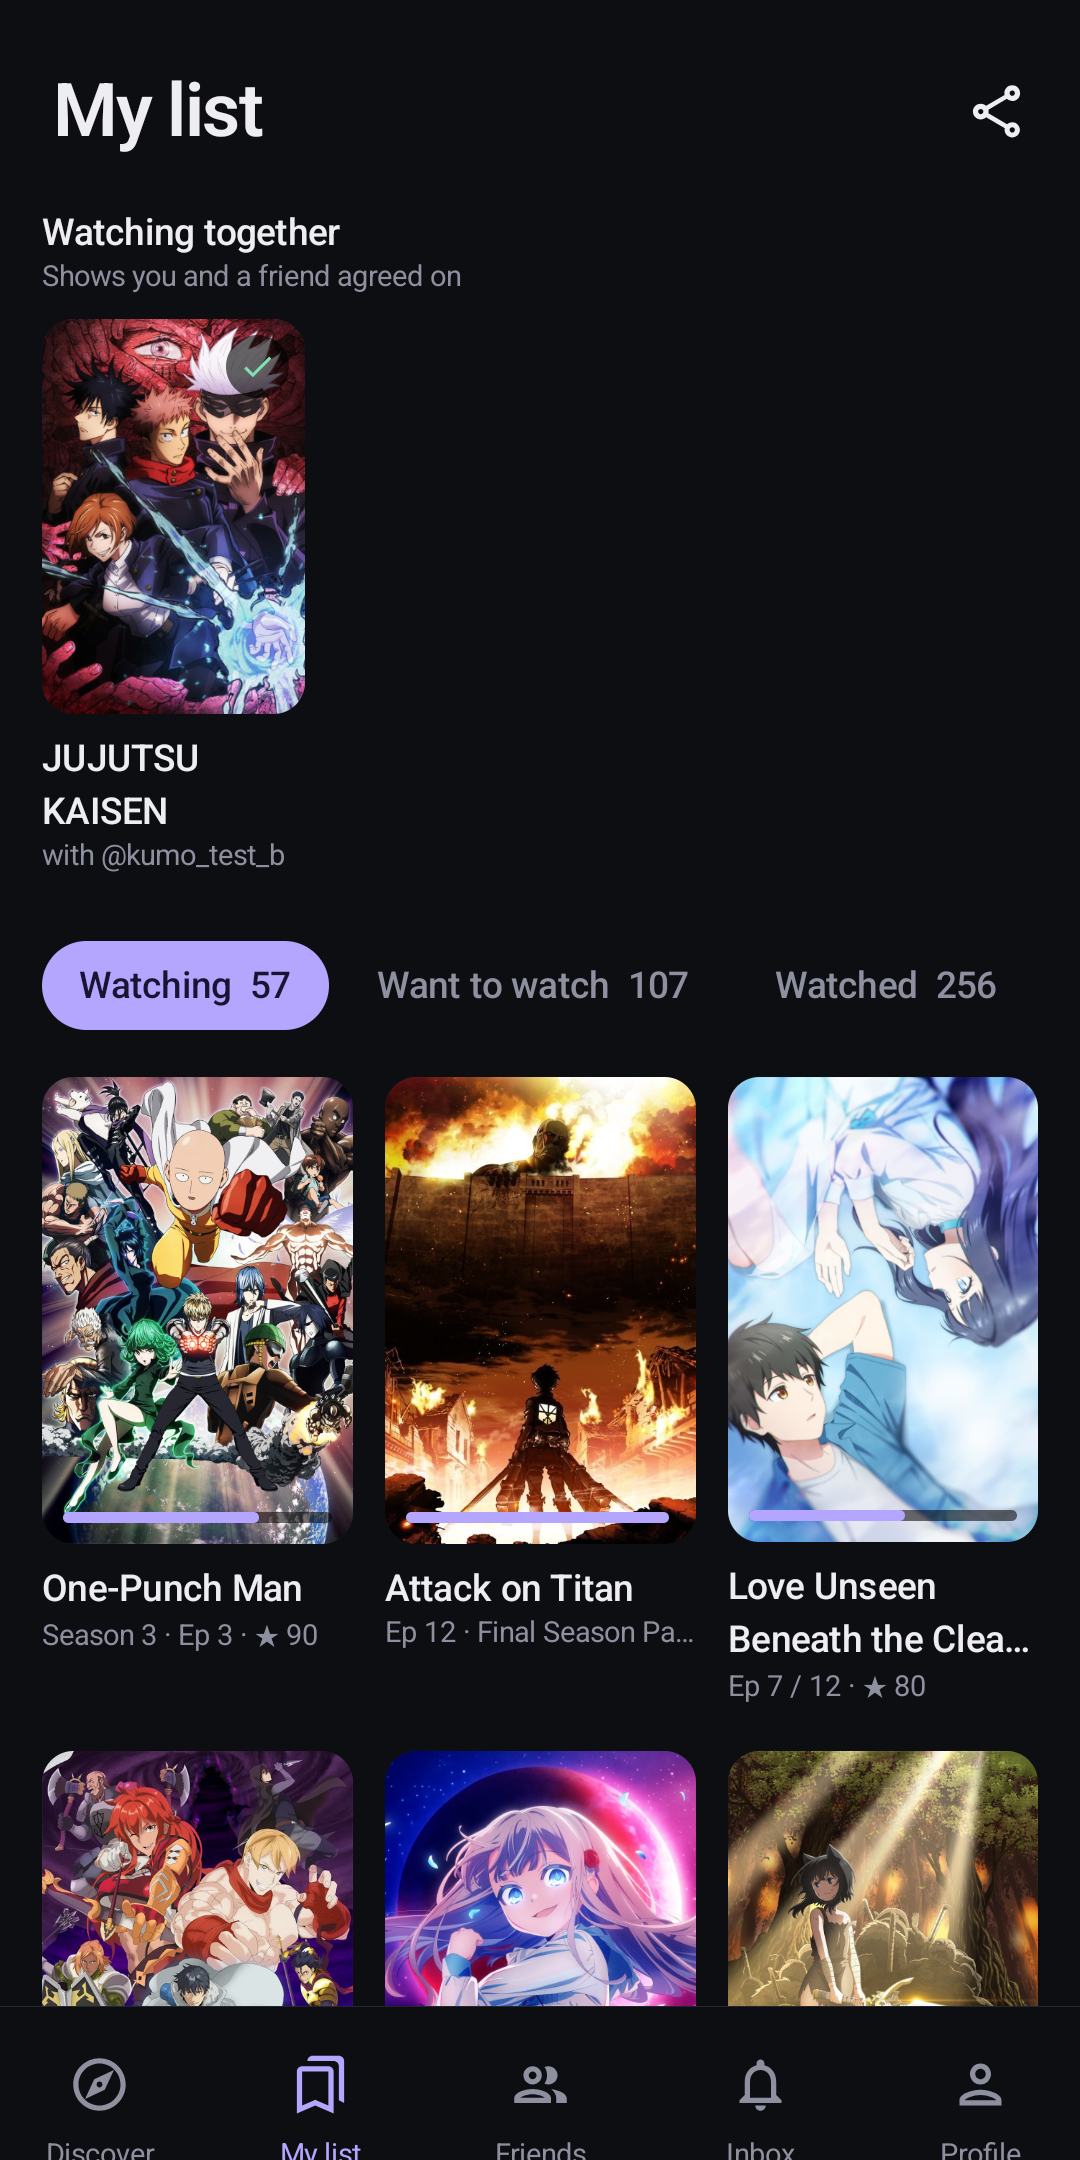 My list
Watching together
Shows you and a friend agreed on
JUJUTSU
KAISEN
with @kumo_test_b
Watching 57
Want to watch 107
Watched 256
One-Punch Man
Season 3 · Ep 3 · ★ 90
Attack on Titan
Ep 12 · Final Season Pa...
Love Unseen
Beneath the Clea...
Ep 7 / 12 · ★ 80
Discover
My list
Friends
Inbox
Profile